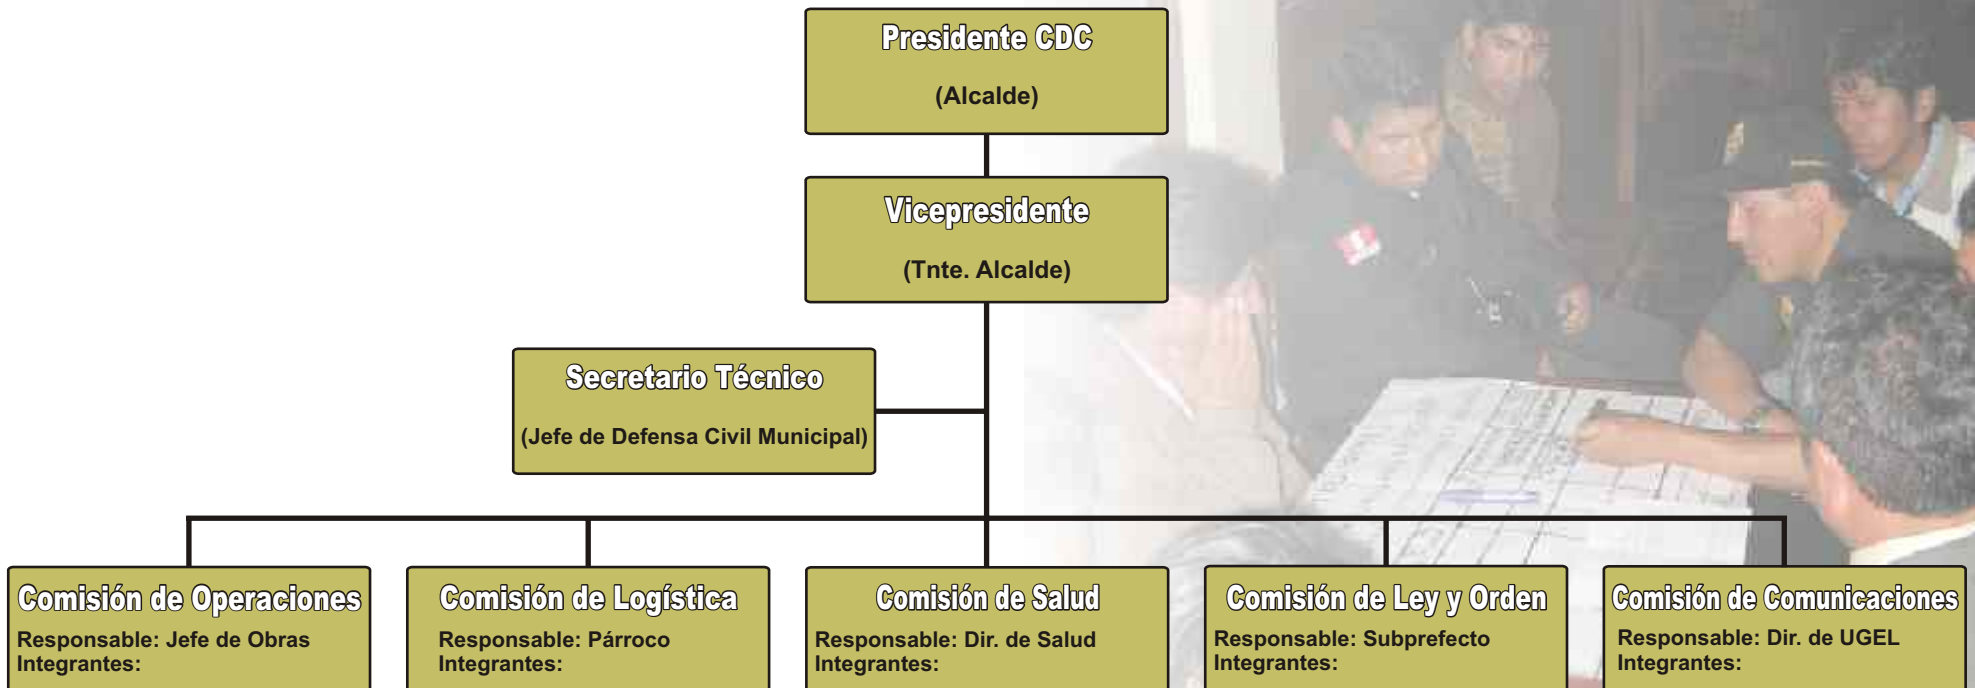 Presidente CDC
(Alcalde)
Vicepresidente
(Tnte. Alcalde)
Secretario Técnico
(Jefe de Defensa Civil Municipal)
Comisión de Operaciones
Responsable: Jefe de Obras
Integrantes:
Comisión de Logística
Responsable: Párroco
Integrantes:
Comisión de Salud
Responsable: Dir. de Salud
Integrantes:
Comisión de Ley y Orden
Responsable: Subprefecto
Integrantes:
Comisión de Comunicaciones
Responsable: Dir. de UGEL
Integrantes: